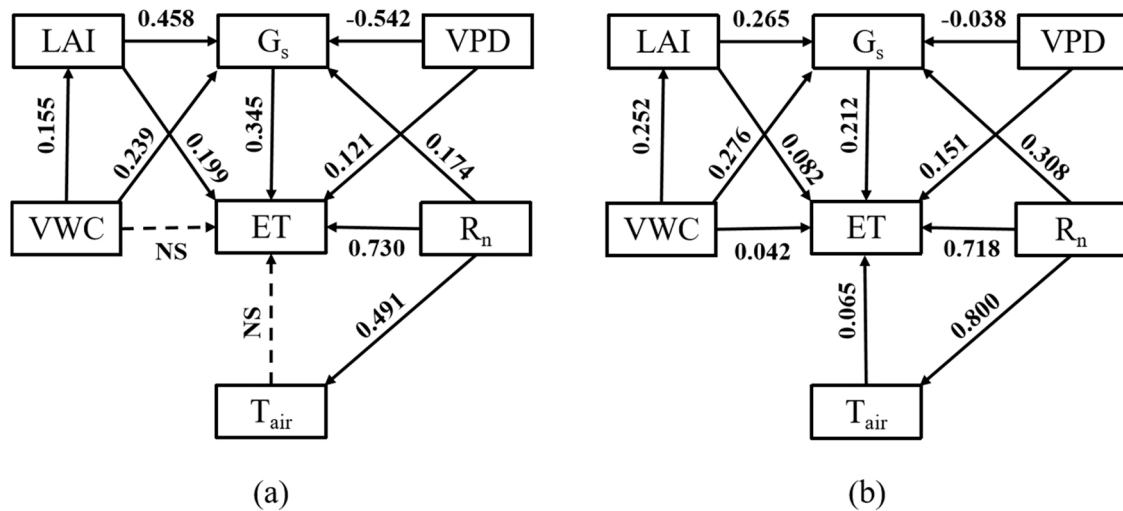 LAI 0.458 Gs -0.542 VPD
0.155 0.239 0.199 0.345 0.121 0.174
VWC NS ET 0.730 Rn
NS 0.491
Tair
(a)
LAI 0.265 Gs -0.038 VPD
0.252 0.276 0.082 0.212 0.151 0.308
VWC 0.042 ET 0.718 Rn
0.065 0.800
Tair
(b)